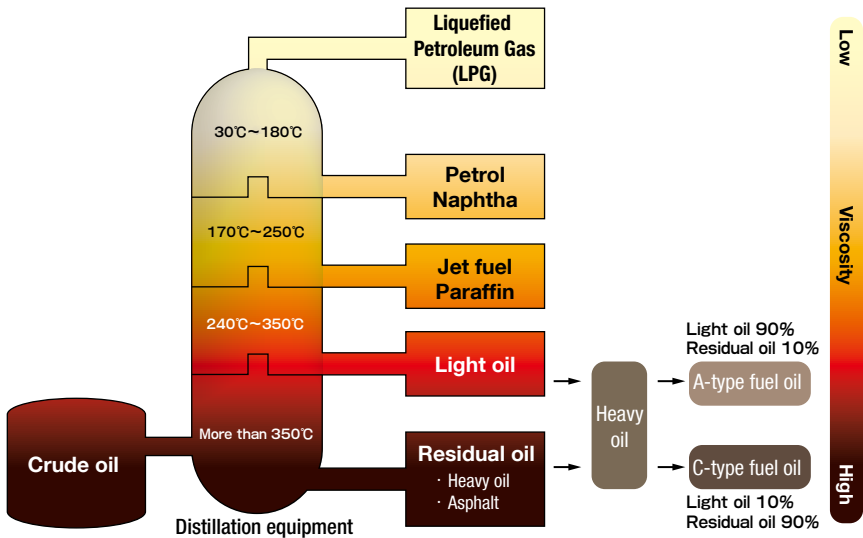 Liquefied
Petroleum Gas
(LPG)
30℃～180℃
Petrol
Naphtha
170℃～250℃
Jet fuel
Paraffin
240℃～350℃
Light oil
More than 350℃
Crude oil
Residual oil
· Heavy oil
· Asphalt
Distillation equipment
Heavy
oil
Light oil 90%
Residual oil 10%
A-type fuel oil
C-type fuel oil
Light oil 10%
Residual oil 90%
Low
Viscosity
High